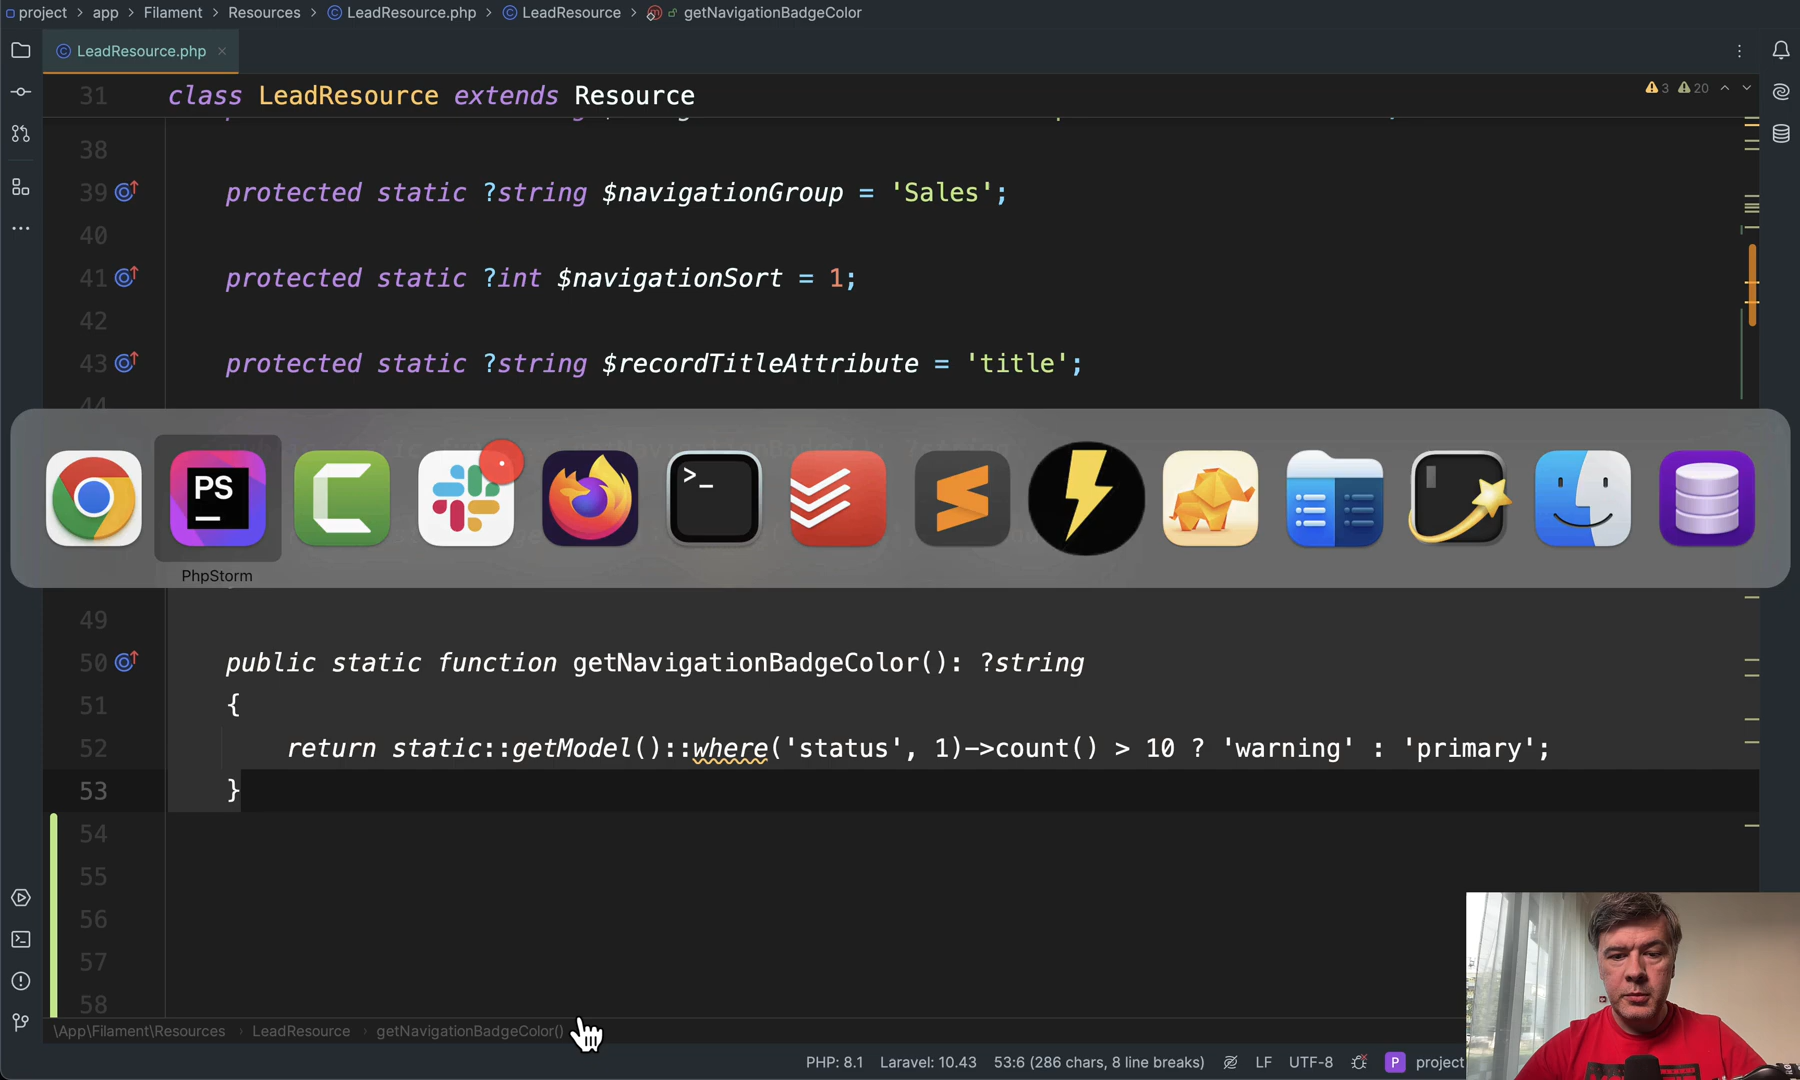 project > app > Filament > Resources > LeadResource.php > LeadResource > getNavigationBadgeColor
LeadResource.php
31 class LeadResource extends Resource
3 20
38
39 protected static ?string $navigationGroup = 'Sales';
40
41 protected static ?int $navigationSort = 1;
42
43 protected static ?string $recordTitleAttribute = 'title';
44
PS
>_
PhpStorm
49
50 public static function getNavigationBadgeColor(): ?string
51 {
52 return static::getModel()::where('status', 1)->count() > 10 ? 'warning' : 'primary';
53 }
54
55
56
57
58
\App\Filament\Resources > LeadResource > getNavigationBadgeColor()
PHP: 8.1 Laravel: 10.43 53:6 (286 chars, 8 line breaks) LF UTF-8 P project